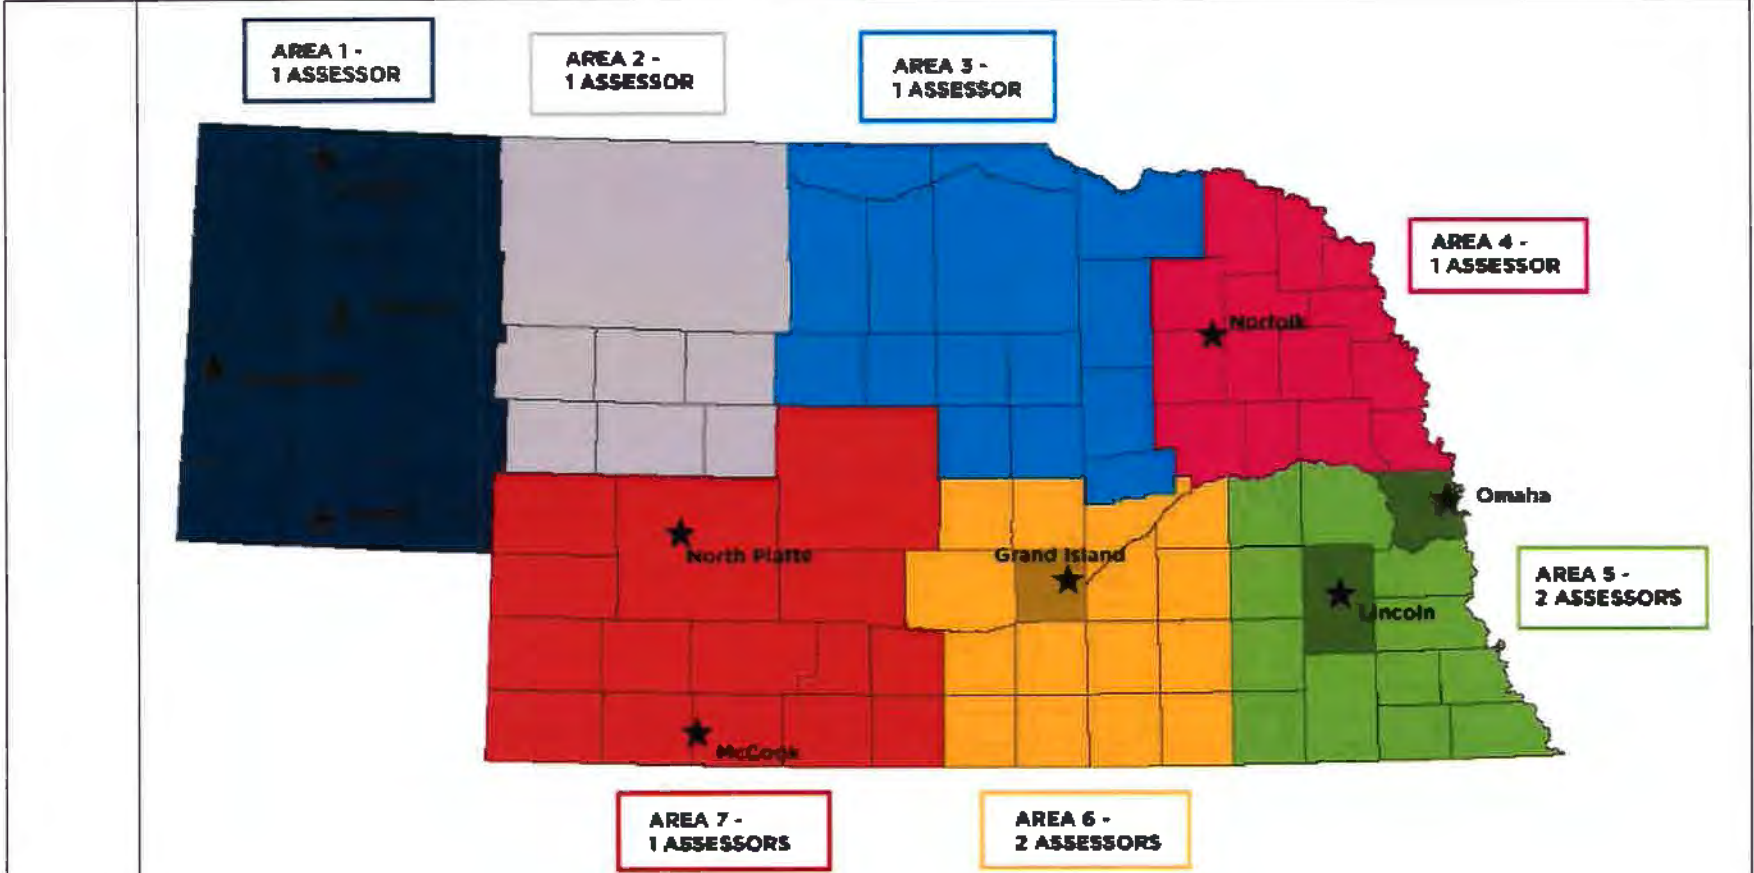 AREA 1 -
1 ASSESSOR
AREA 2 -
1 ASSESSOR
AREA 3 -
1 ASSESSOR
AREA 4 -
1 ASSESSOR
Norfolk
Omaha
North Platte
Grand Island
AREA 5 -
2 ASSESSORS
Lincoln
McCook
AREA 7 -
1 ASSESSORS
AREA 6 -
2 ASSESSORS